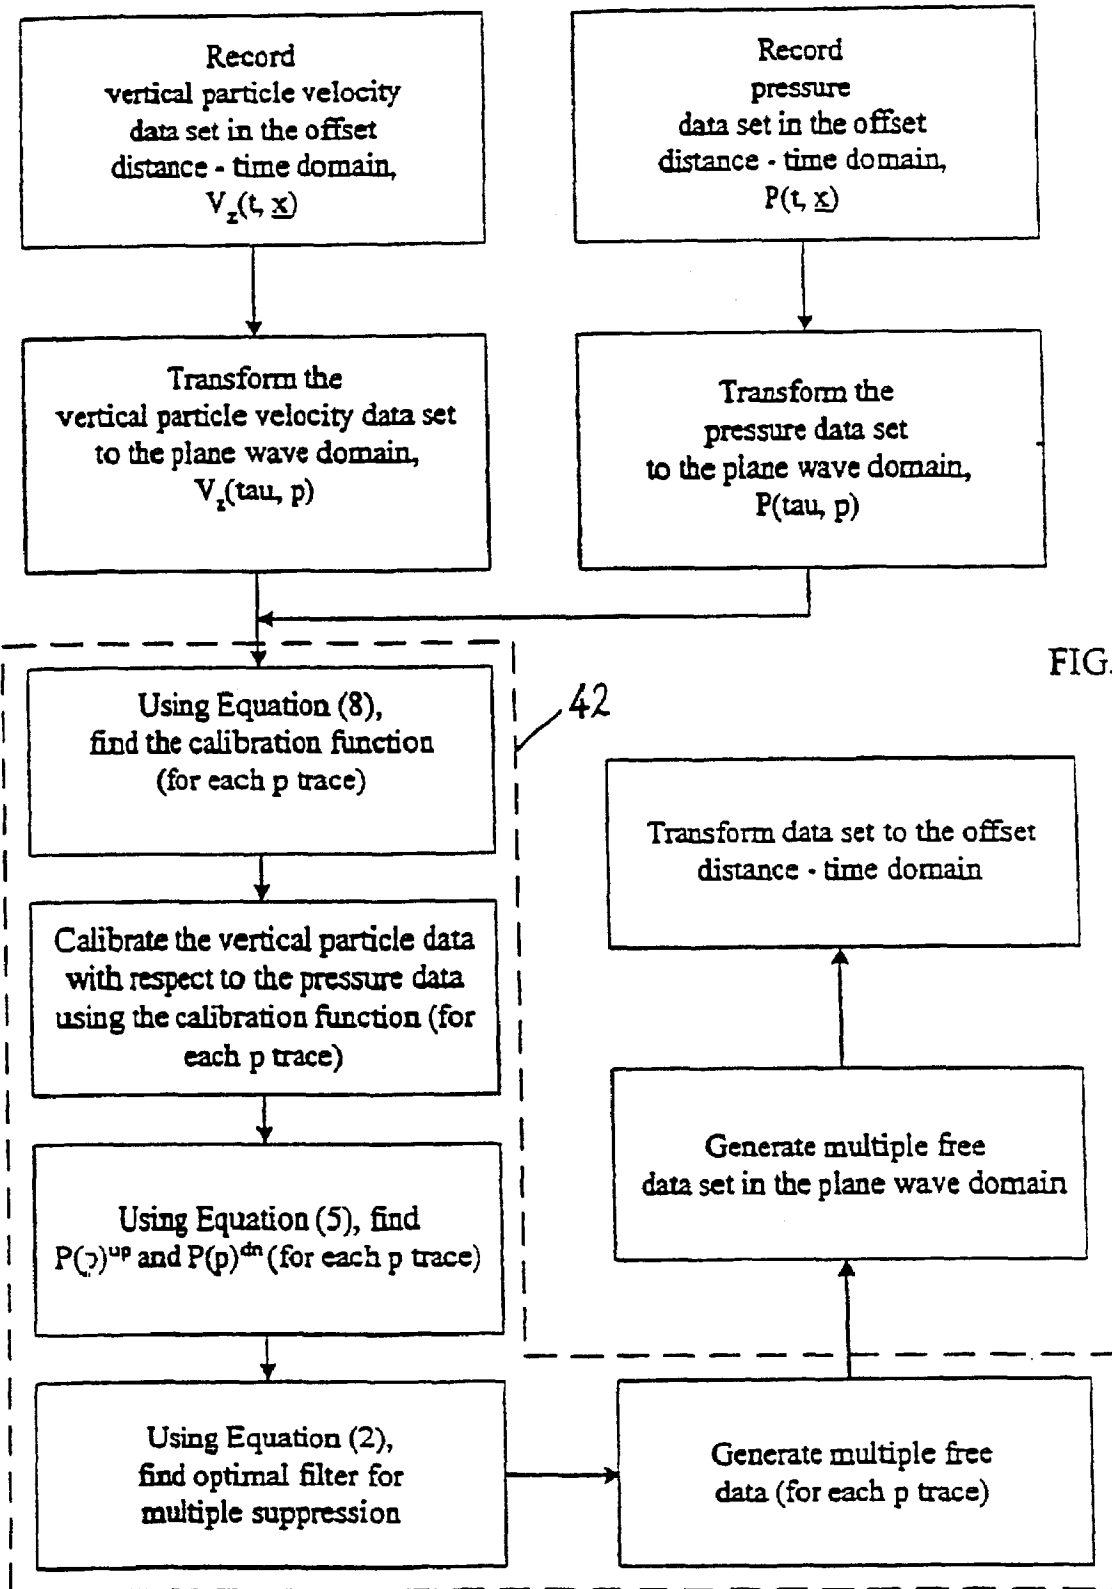 Record
vertical particle velocity
data set in the offset
distance - time domain,
V_z(t, x)
Record
pressure
data set in the offset
distance - time domain,
P(t, x)
Transform the
vertical particle velocity data set
to the plane wave domain,
V_z(tau, p)
Transform the
pressure data set
to the plane wave domain,
P(tau, p)
FIG.
42
Using Equation (8),
find the calibration function
(for each p trace)
Calibrate the vertical particle data
with respect to the pressure data
using the calibration function (for
each p trace)
Using Equation (5), find
P(p)^up and P(p)^dn (for each p trace)
Using Equation (2),
find optimal filter for
multiple suppression
Generate multiple free
data (for each p trace)
Generate multiple free
data set in the plane wave domain
Transform data set to the offset
distance - time domain